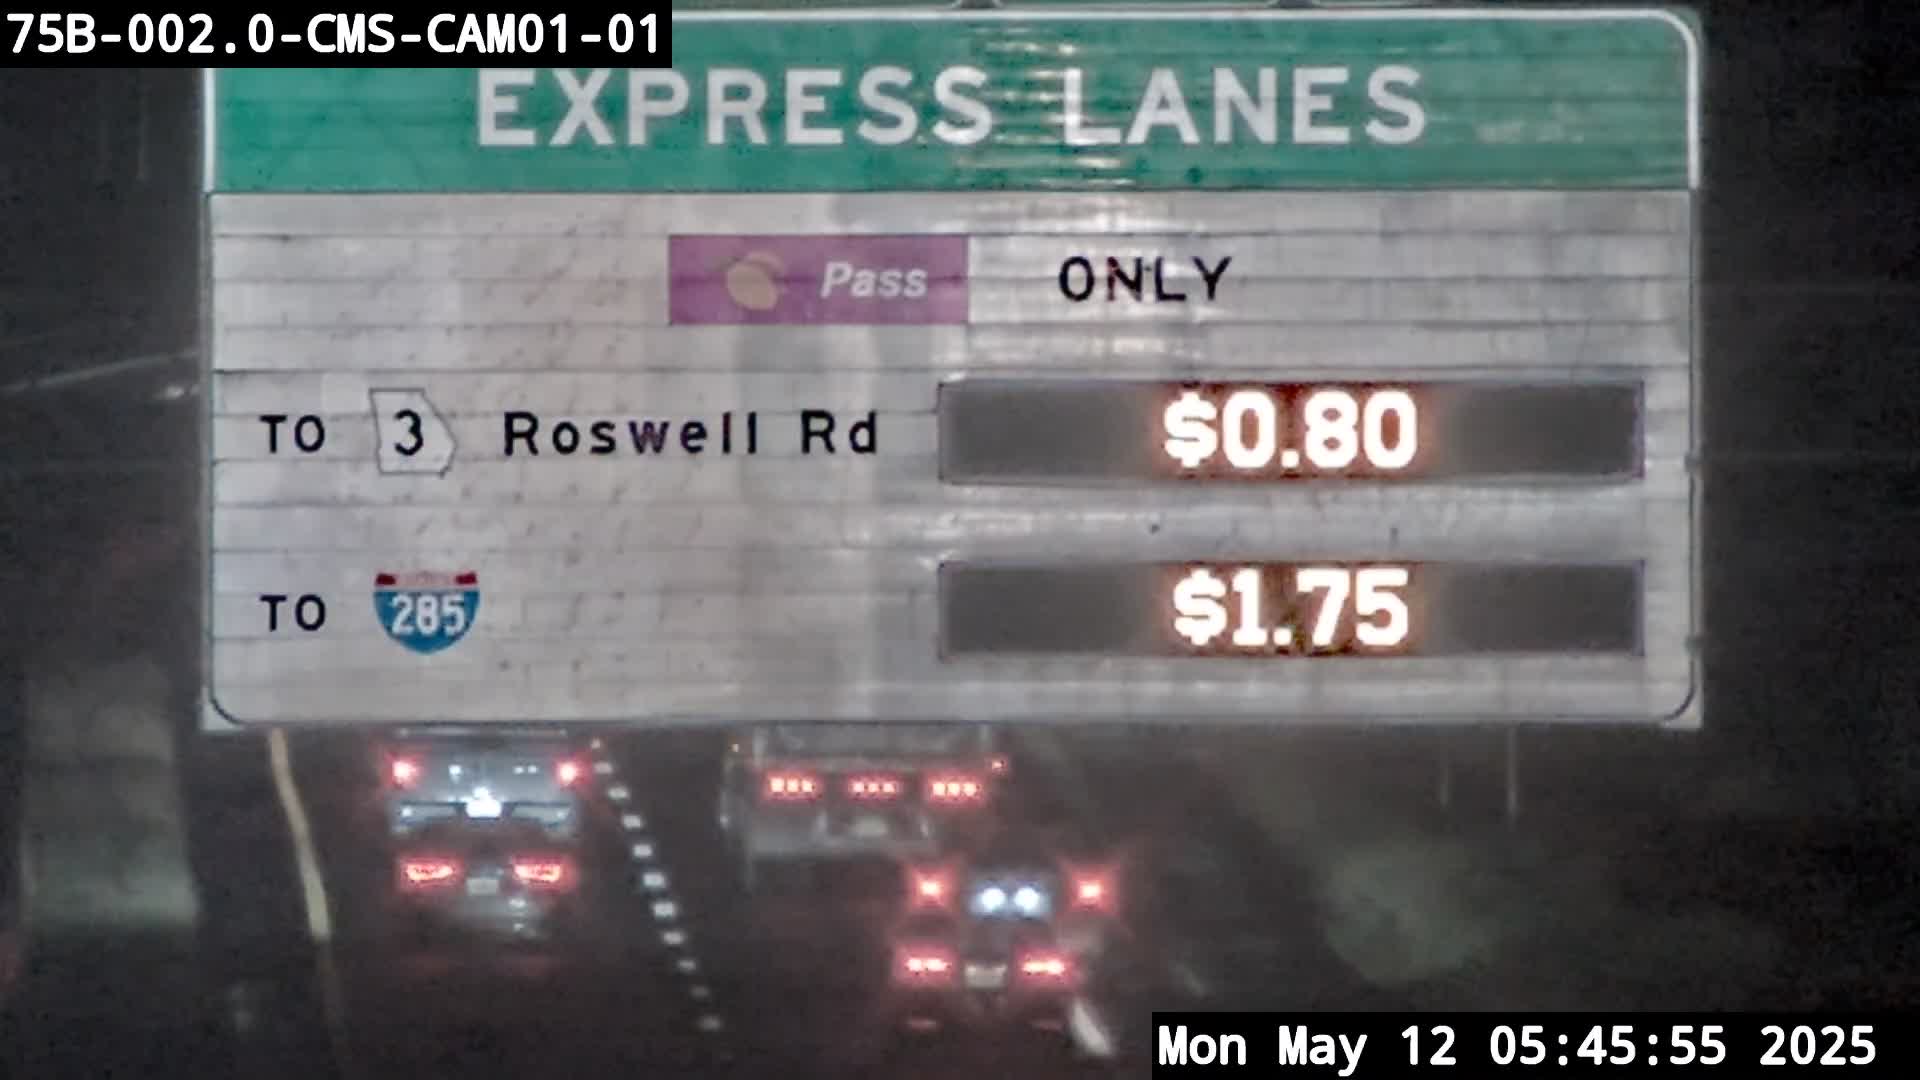 75B-002.0-CMS-CAM01-01
EXPRESS LANES
Pass ONLY
TO 3 Roswell Rd $0.80
TO 285 $1.75
Mon May 12 05:45:55 2025